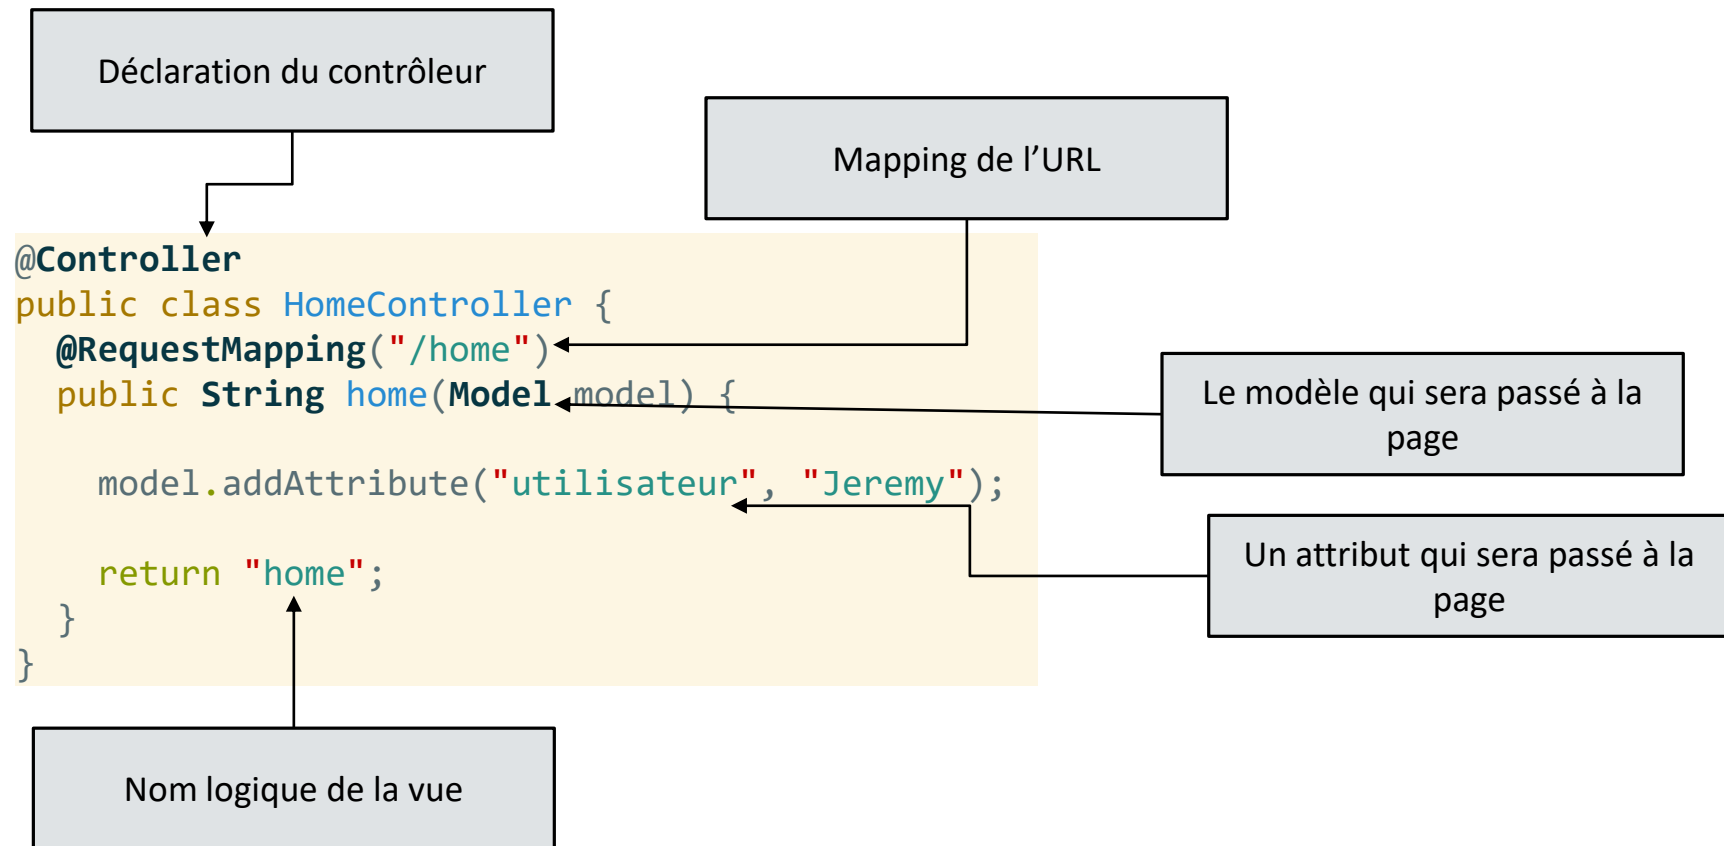 Déclaration du contrôleur
Mapping de l’URL
@Controller
public class HomeController {
@RequestMapping("/home")
public String home(Model model) {
Le modèle qui sera passé à la
page
model.addAttribute("utilisateur", "Jeremy");
Un attribut qui sera passé à la
page
return "home";
}
}
Nom logique de la vue